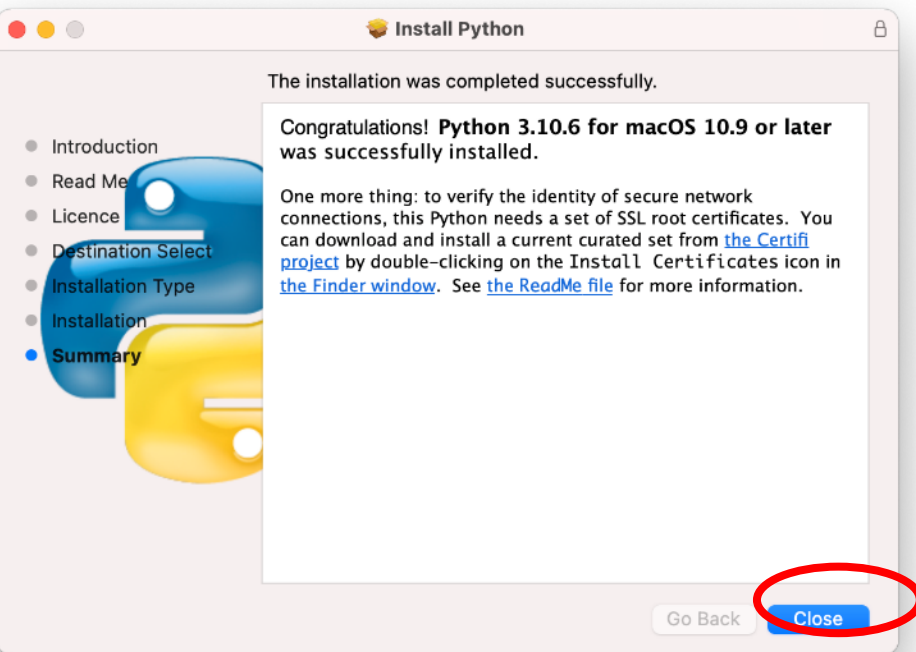 Install Python
The installation was completed successfully.
Introduction
Read Me
Licence
Destination Select
Installation Type
Installation
Summary
Congratulations! Python 3.10.6 for macOS 10.9 or later
was successfully installed.
One more thing: to verify the identity of secure network
connections, this Python needs a set of SSL root certificates. You
can download and install a current curated set from the Certifi
project by double-clicking on the Install Certificates icon in
the Finder window. See the ReadMe file for more information.
Go Back
Close